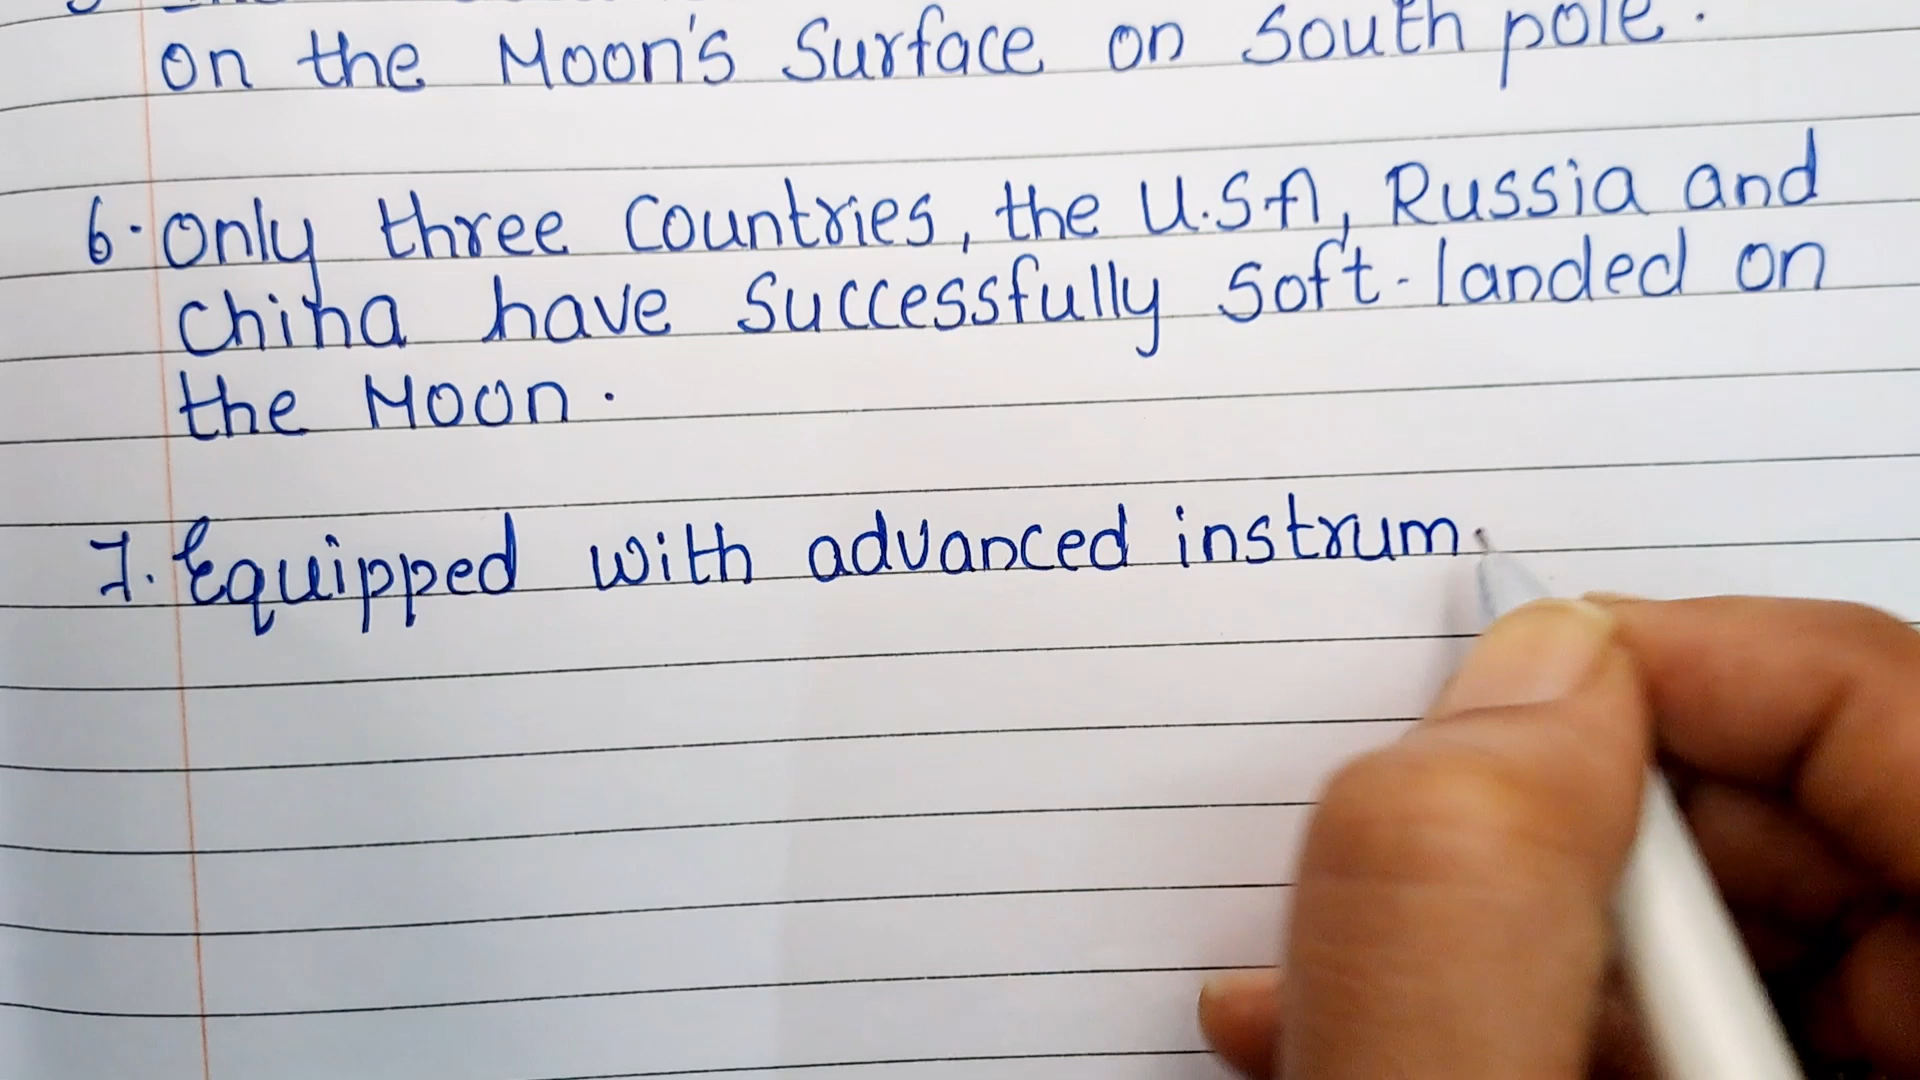 on the Moon's Surface on South pole.
6. Only three Countries, the U.SA, Russia and
China have Successfully Soft-landed on
the Moon.
7. Equipped with advanced instrum